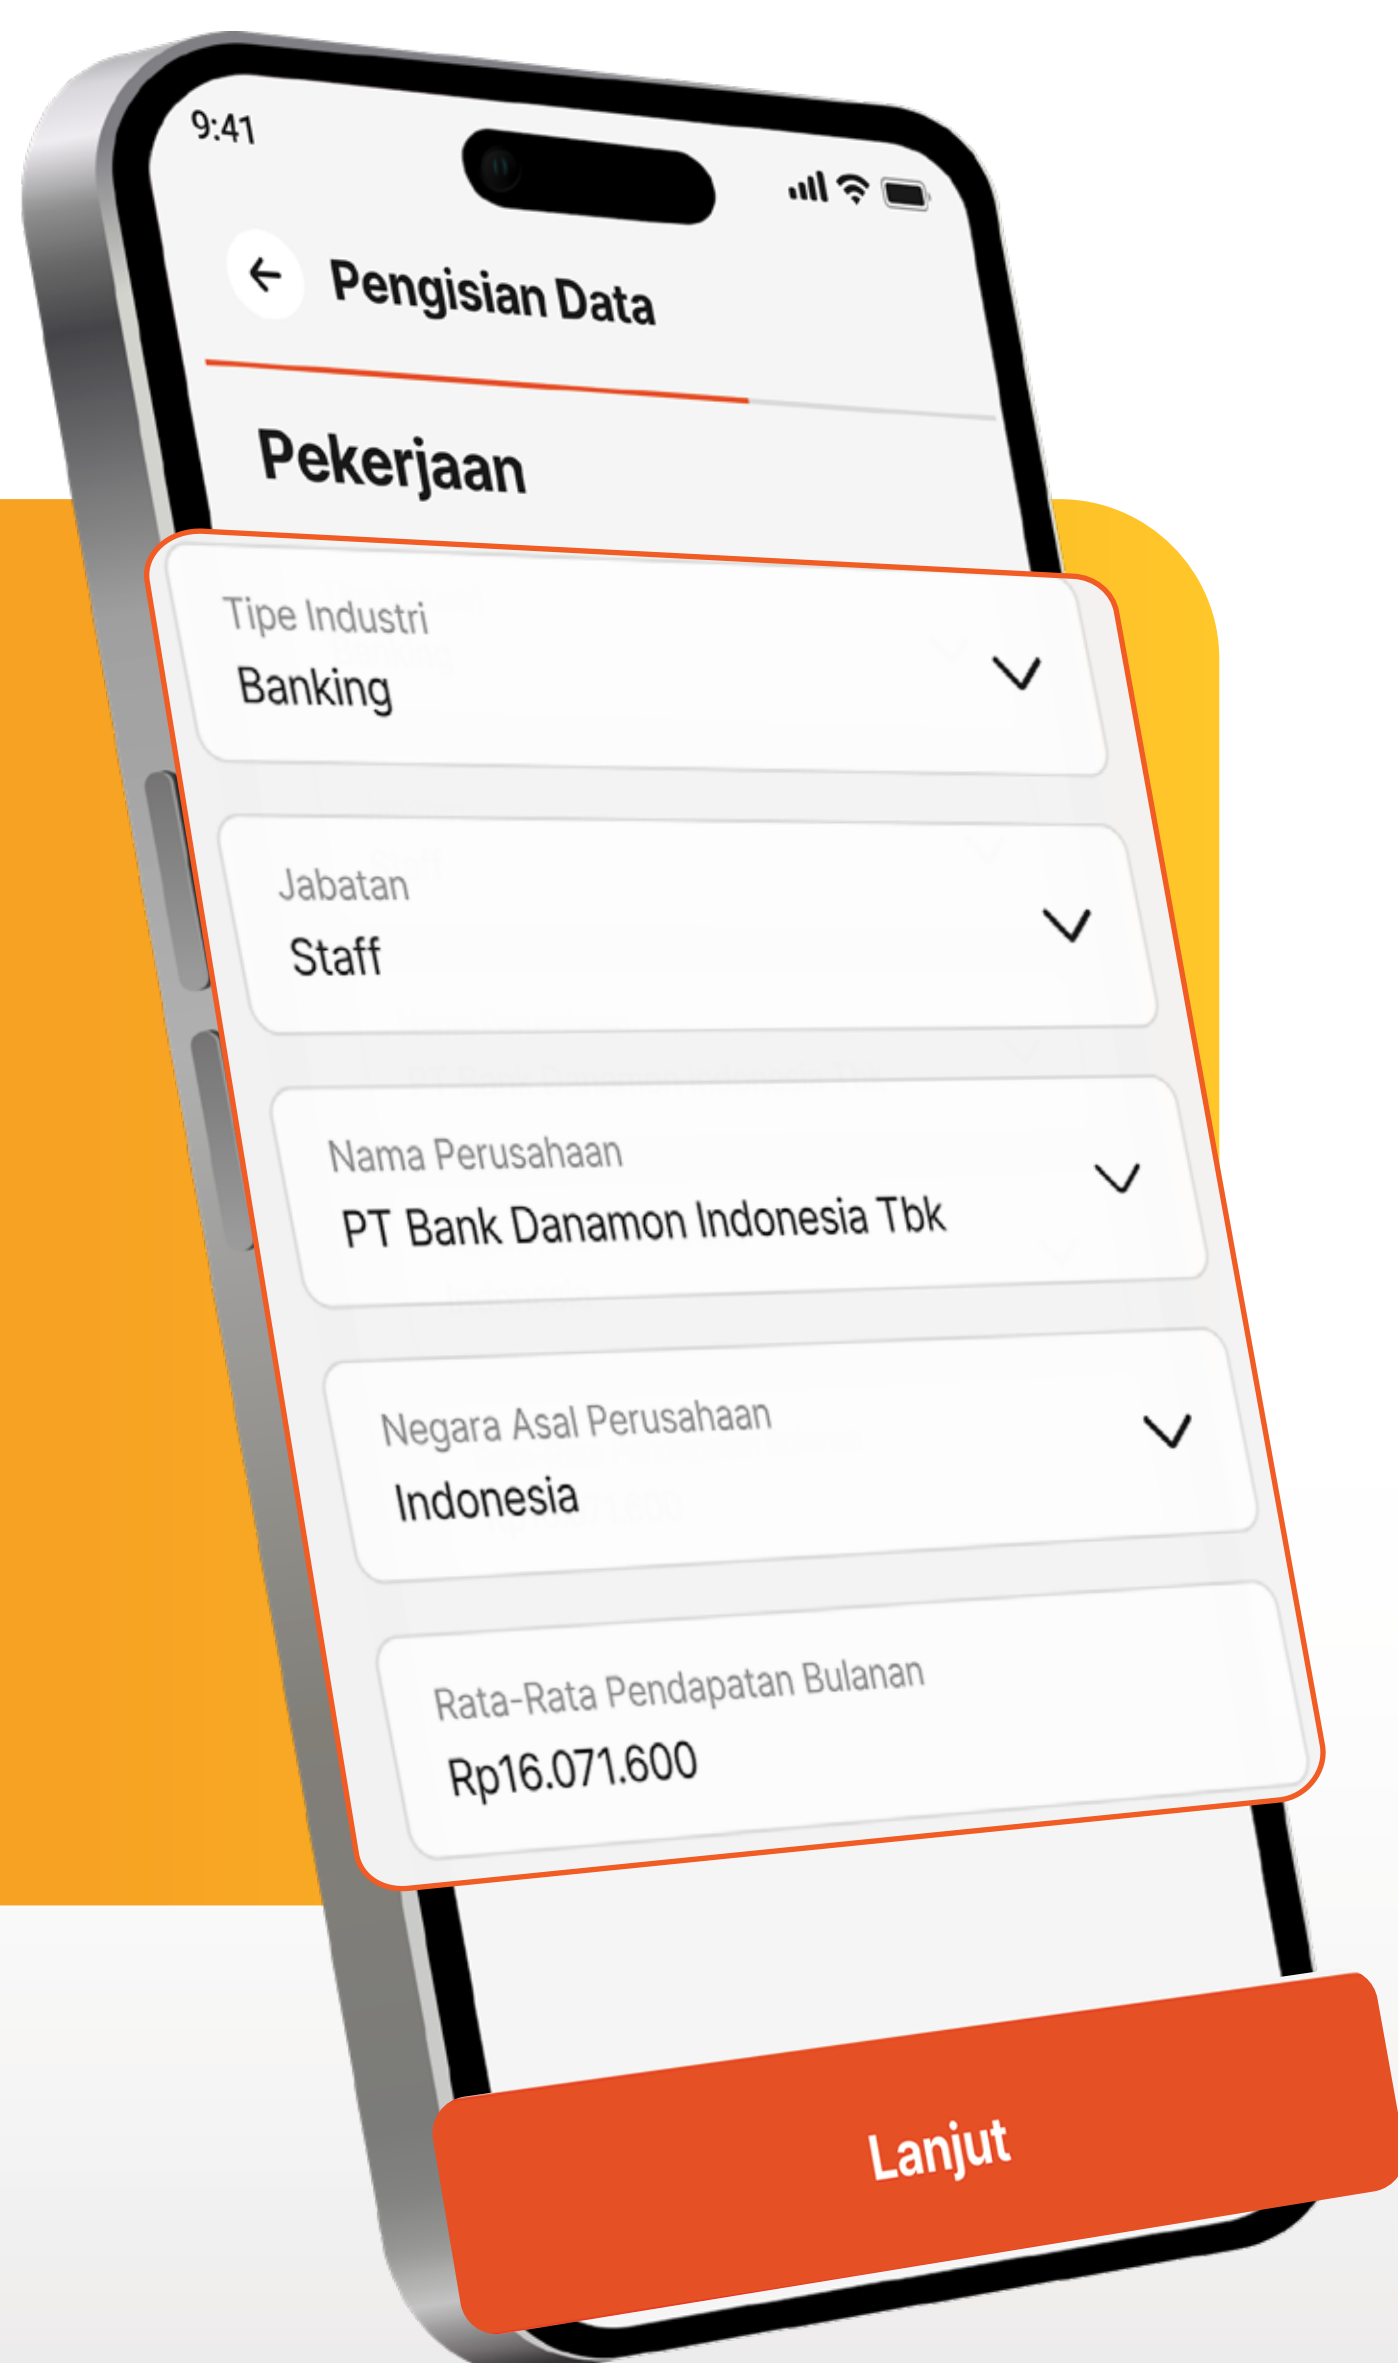 9:41
Pengisian Data
Pekerjaan
Tipe Industri
Banking
Jabatan
Staff
Nama Perusahaan
PT Bank Danamon Indonesia Tbk
Negara Asal Perusahaan
Indonesia
Rata-Rata Pendapatan Bulanan
Rp16.071.600
Lanjut